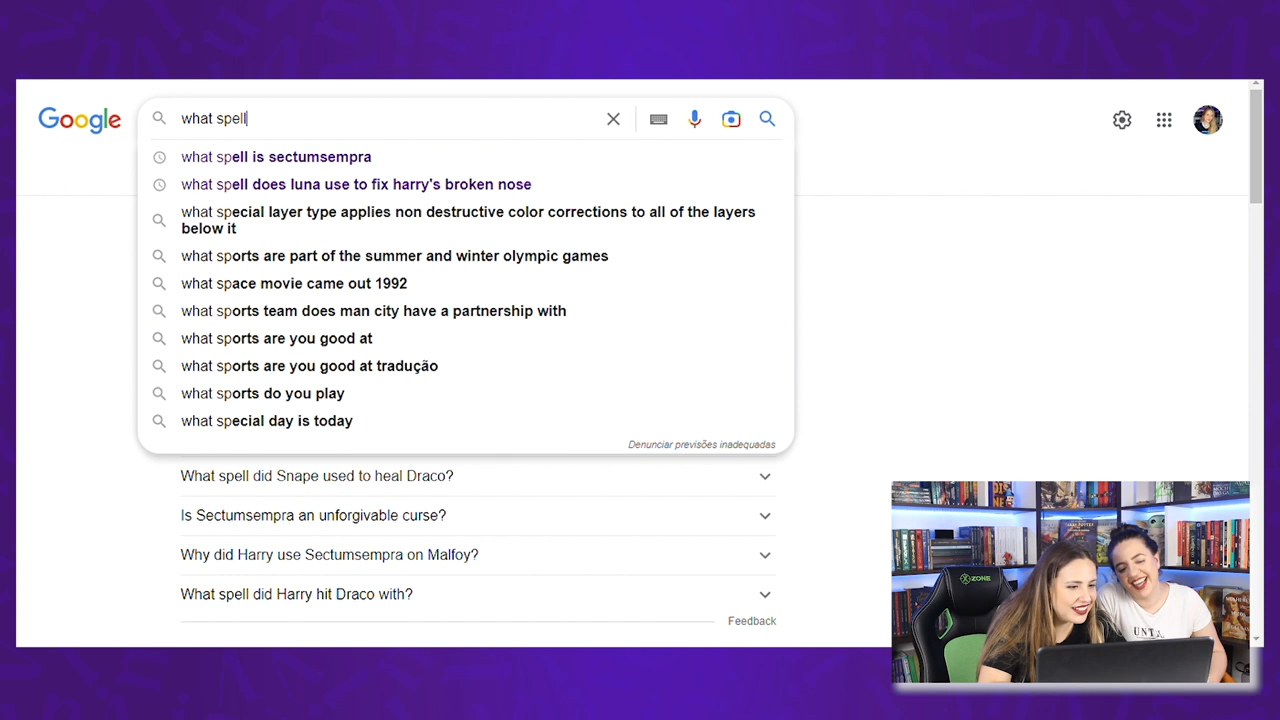 Google
what spell
what spell is sectumsempra
what spell does luna use to fix harry's broken nose
what special layer type applies non destructive color corrections to all of the layers
below it
what sports are part of the summer and winter olympic games
what space movie came out 1992
what sports team does man city have a partnership with
what sports are you good at
what sports are you good at tradução
what sports do you play
what special day is today
Denunciar previsões inadequadas
What spell did Snape used to heal Draco?
Is Sectumsempra an unforgivable curse?
Why did Harry use Sectumsempra on Malfoy?
What spell did Harry hit Draco with?
Feedback
XZONE